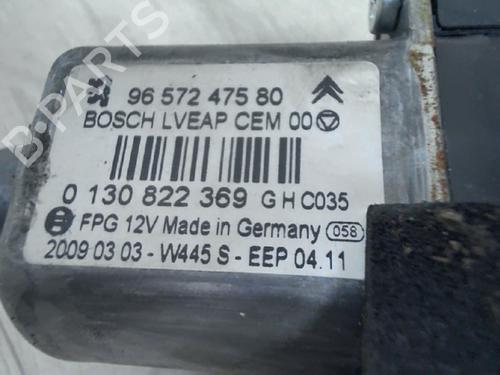 96 572 475 80
BOSCH LVEAP CEM 00
0 130 822 369 G H C035
FPG 12V Made in Germany 058
2009 03 03 - W445 S - EEP 04.11
B-PARTS